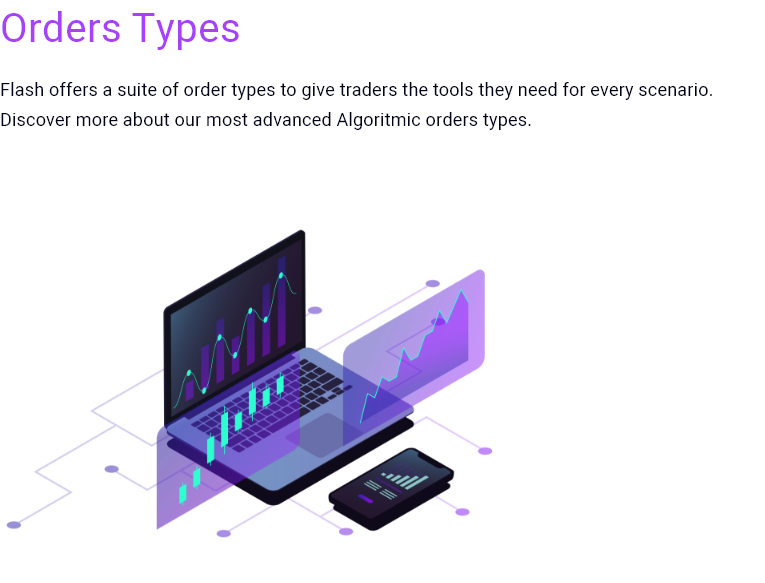 Orders Types
Flash offers a suite of order types to give traders the tools they need for every scenario.
Discover more about our most advanced Algoritmic orders types.